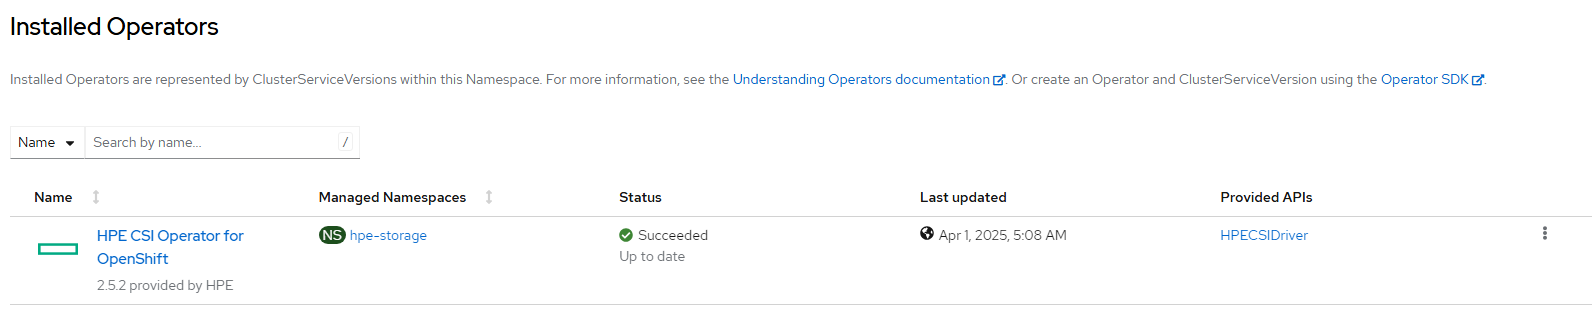 Installed Operators
Installed Operators are represented by ClusterServiceVersions within this Namespace. For more information, see the Understanding Operators documentation. Or create an Operator and ClusterServiceVersion using the Operator SDK.
Name Search by name... /
Name Managed Namespaces Status Last updated Provided APIs
HPE CSI Operator for NS hpe-storage Succeeded Apr 1, 2025, 5:08 AM HPECSIDriver
OpenShift Up to date
2.5.2 provided by HPE